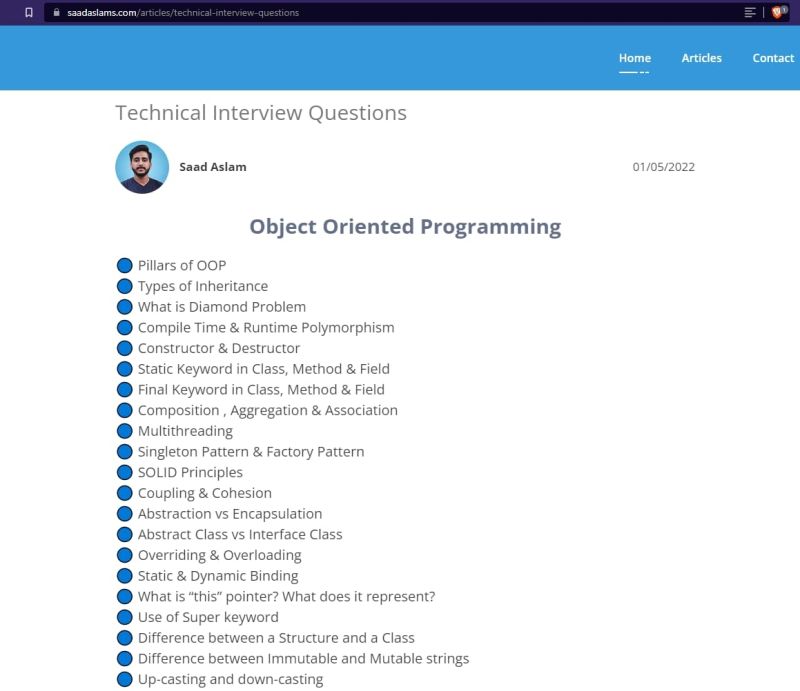 saadaslams.com/articles/technical-interview-questions
Home Articles Contact
Technical Interview Questions
Saad Aslam 01/05/2022
Object Oriented Programming
Pillars of OOP
Types of Inheritance
What is Diamond Problem
Compile Time & Runtime Polymorphism
Constructor & Destructor
Static Keyword in Class, Method & Field
Final Keyword in Class, Method & Field
Composition , Aggregation & Association
Multithreading
Singleton Pattern & Factory Pattern
SOLID Principles
Coupling & Cohesion
Abstraction vs Encapsulation
Abstract Class vs Interface Class
Overriding & Overloading
Static & Dynamic Binding
What is “this” pointer? What does it represent?
Use of Super keyword
Difference between a Structure and a Class
Difference between Immutable and Mutable strings
Up-casting and down-casting